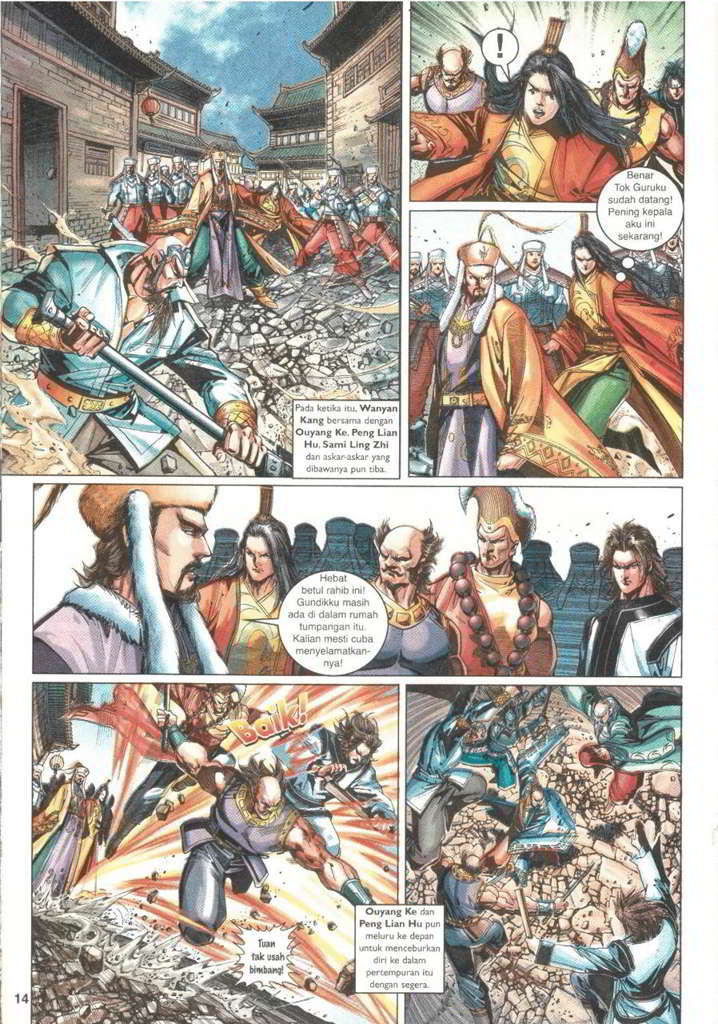 Pada ketika itu, Wanyan
Kang bersama dengan
Ouyang Ke, Peng Lian
Hu, Sami Ling Zhi
dan askar-askar yang
dibawanya pun tiba.
!
Benar
Tok Guruku
sudah datang!
Pening kepala
aku ini
sekarang!
Hebat
betul rahib ini!
Gundikku masih
ada di dalam rumah
tumpangan itu.
Kalian mesti cuba
menyelamatkan-
nya!
Baik!
Tuan
tak usah
bimbang!
Ouyang Ke dan
Peng Lian Hu pun
meluru ke depan
untuk menceburkan
diri ke dalam
pertempuran itu
dengan segera.
14